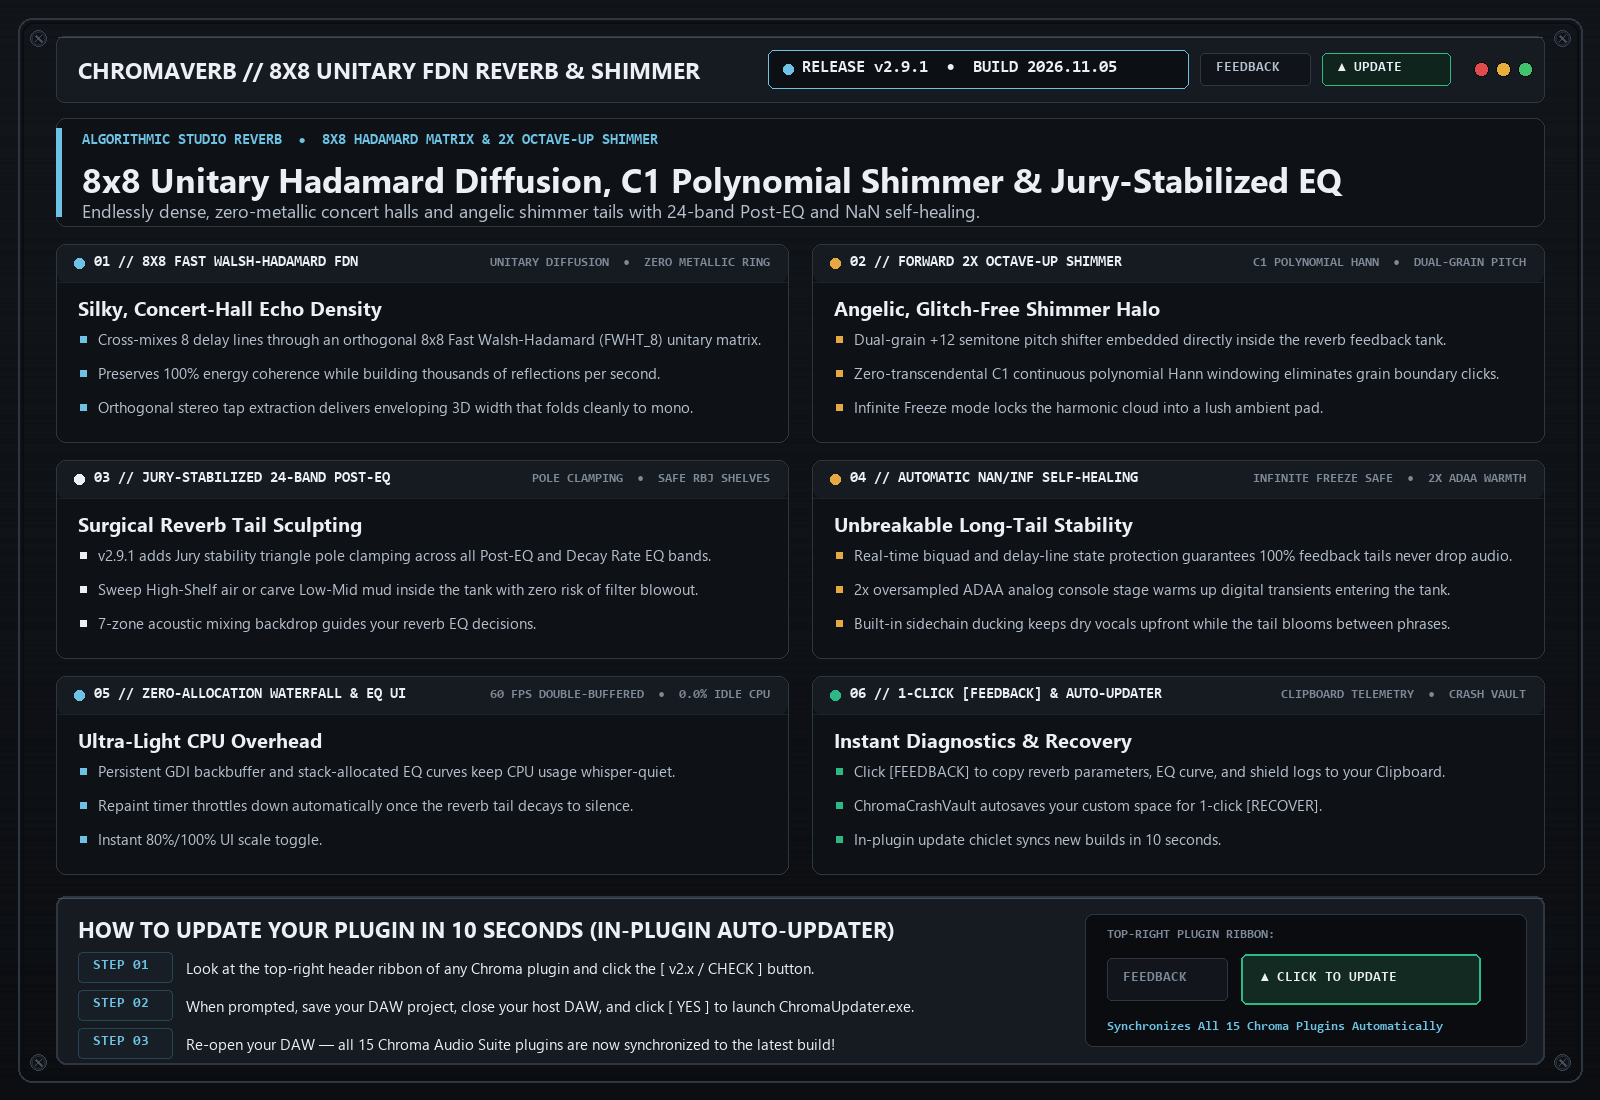 CHROMAVERB // 8X8 UNITARY FDN REVERB & SHIMMER
RELEASE v2.9.1 • BUILD 2026.11.05
FEEDBACK
▲ UPDATE
ALGORITHMIC STUDIO REVERB • 8X8 HADAMARD MATRIX & 2X OCTAVE-UP SHIMMER
8x8 Unitary Hadamard Diffusion, C1 Polynomial Shimmer & Jury-Stabilized EQ
Endlessly dense, zero-metallic concert halls and angelic shimmer tails with 24-band Post-EQ and NaN self-healing.
01 // 8X8 FAST WALSH-HADAMARD FDN
UNITARY DIFFUSION • ZERO METALLIC RING
Silky, Concert-Hall Echo Density
Cross-mixes 8 delay lines through an orthogonal 8x8 Fast Walsh-Hadamard (FWHT_8) unitary matrix.
Preserves 100% energy coherence while building thousands of reflections per second.
Orthogonal stereo tap extraction delivers enveloping 3D width that folds cleanly to mono.
02 // FORWARD 2X OCTAVE-UP SHIMMER
C1 POLYNOMIAL HANN • DUAL-GRAIN PITCH
Angelic, Glitch-Free Shimmer Halo
Dual-grain +12 semitone pitch shifter embedded directly inside the reverb feedback tank.
Zero-transcendental C1 continuous polynomial Hann windowing eliminates grain boundary clicks.
Infinite Freeze mode locks the harmonic cloud into a lush ambient pad.
03 // JURY-STABILIZED 24-BAND POST-EQ
POLE CLAMPING • SAFE RBJ SHELVES
Surgical Reverb Tail Sculpting
v2.9.1 adds Jury stability triangle pole clamping across all Post-EQ and Decay Rate EQ bands.
Sweep High-Shelf air or carve Low-Mid mud inside the tank with zero risk of filter blowout.
7-zone acoustic mixing backdrop guides your reverb EQ decisions.
04 // AUTOMATIC NAN/INF SELF-HEALING
INFINITE FREEZE SAFE • 2X ADAA WARMTH
Unbreakable Long-Tail Stability
Real-time biquad and delay-line state protection guarantees 100% feedback tails never drop audio.
2x oversampled ADAA analog console stage warms up digital transients entering the tank.
Built-in sidechain ducking keeps dry vocals upfront while the tail blooms between phrases.
05 // ZERO-ALLOCATION WATERFALL & EQ UI
60 FPS DOUBLE-BUFFERED • 0.0% IDLE CPU
Ultra-Light CPU Overhead
Persistent GDI backbuffer and stack-allocated EQ curves keep CPU usage whisper-quiet.
Repaint timer throttles down automatically once the reverb tail decays to silence.
Instant 80%/100% UI scale toggle.
06 // 1-CLICK [FEEDBACK] & AUTO-UPDATER
CLIPBOARD TELEMETRY • CRASH VAULT
Instant Diagnostics & Recovery
Click [FEEDBACK] to copy reverb parameters, EQ curve, and shield logs to your Clipboard.
ChromaCrashVault autosaves your custom space for 1-click [RECOVER].
In-plugin update chiclet syncs new builds in 10 seconds.
HOW TO UPDATE YOUR PLUGIN IN 10 SECONDS (IN-PLUGIN AUTO-UPDATER)
STEP 01
Look at the top-right header ribbon of any Chroma plugin and click the [ v2.x / CHECK ] button.
STEP 02
When prompted, save your DAW project, close your host DAW, and click [ YES ] to launch ChromaUpdater.exe.
STEP 03
Re-open your DAW — all 15 Chroma Audio Suite plugins are now synchronized to the latest build!
TOP-RIGHT PLUGIN RIBBON:
FEEDBACK
▲ CLICK TO UPDATE
Synchronizes All 15 Chroma Plugins Automatically